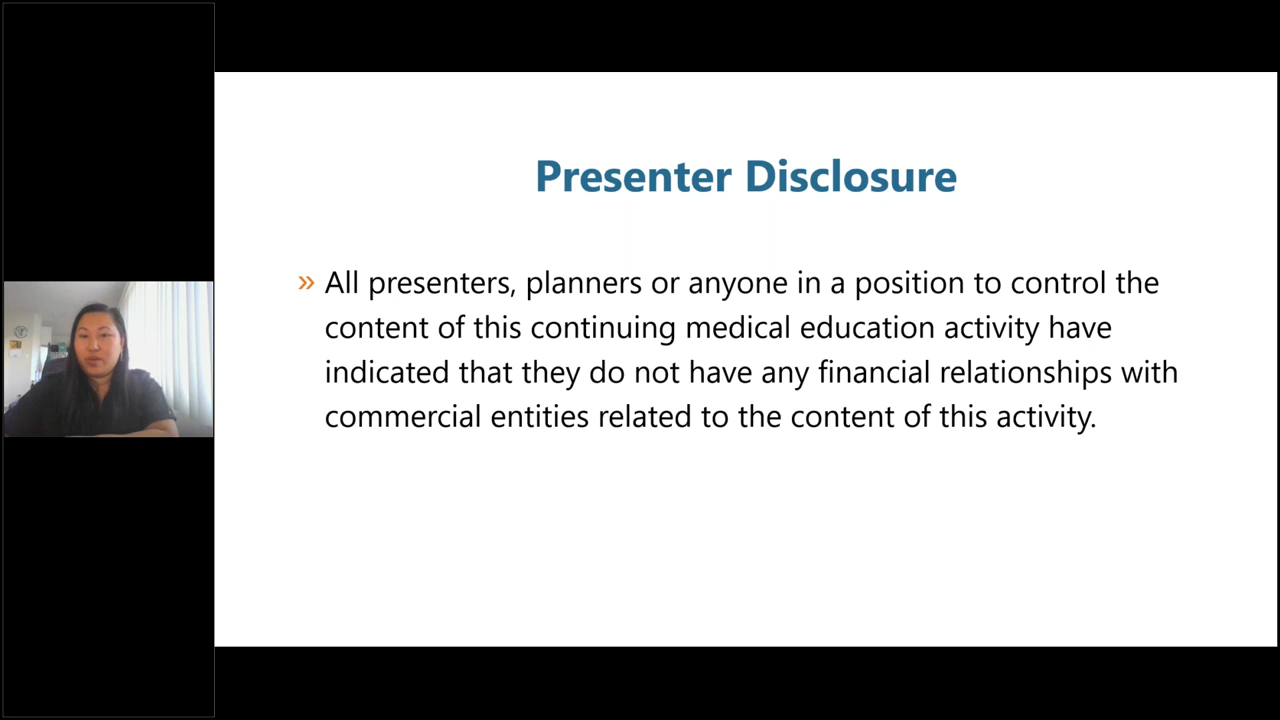 Presenter Disclosure
» All presenters, planners or anyone in a position to control the
content of this continuing medical education activity have
indicated that they do not have any financial relationships with
commercial entities related to the content of this activity.